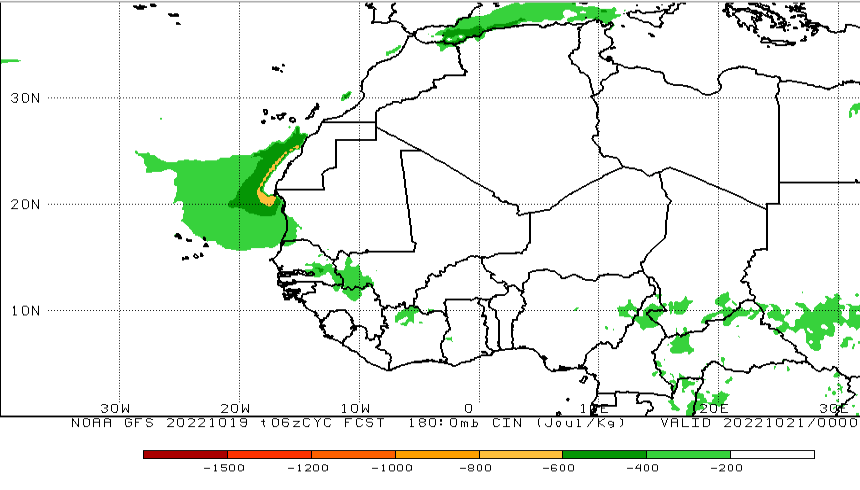 30N
20N
10N
30W 20W 10W 0 10E 20E 30E
NOAA GFS 20221019 t06zCYC FCST 180:0mb CIN (Joul/Kg) VALID 20221021/0000
-1500 -1200 -1000 -800 -600 -400 -200